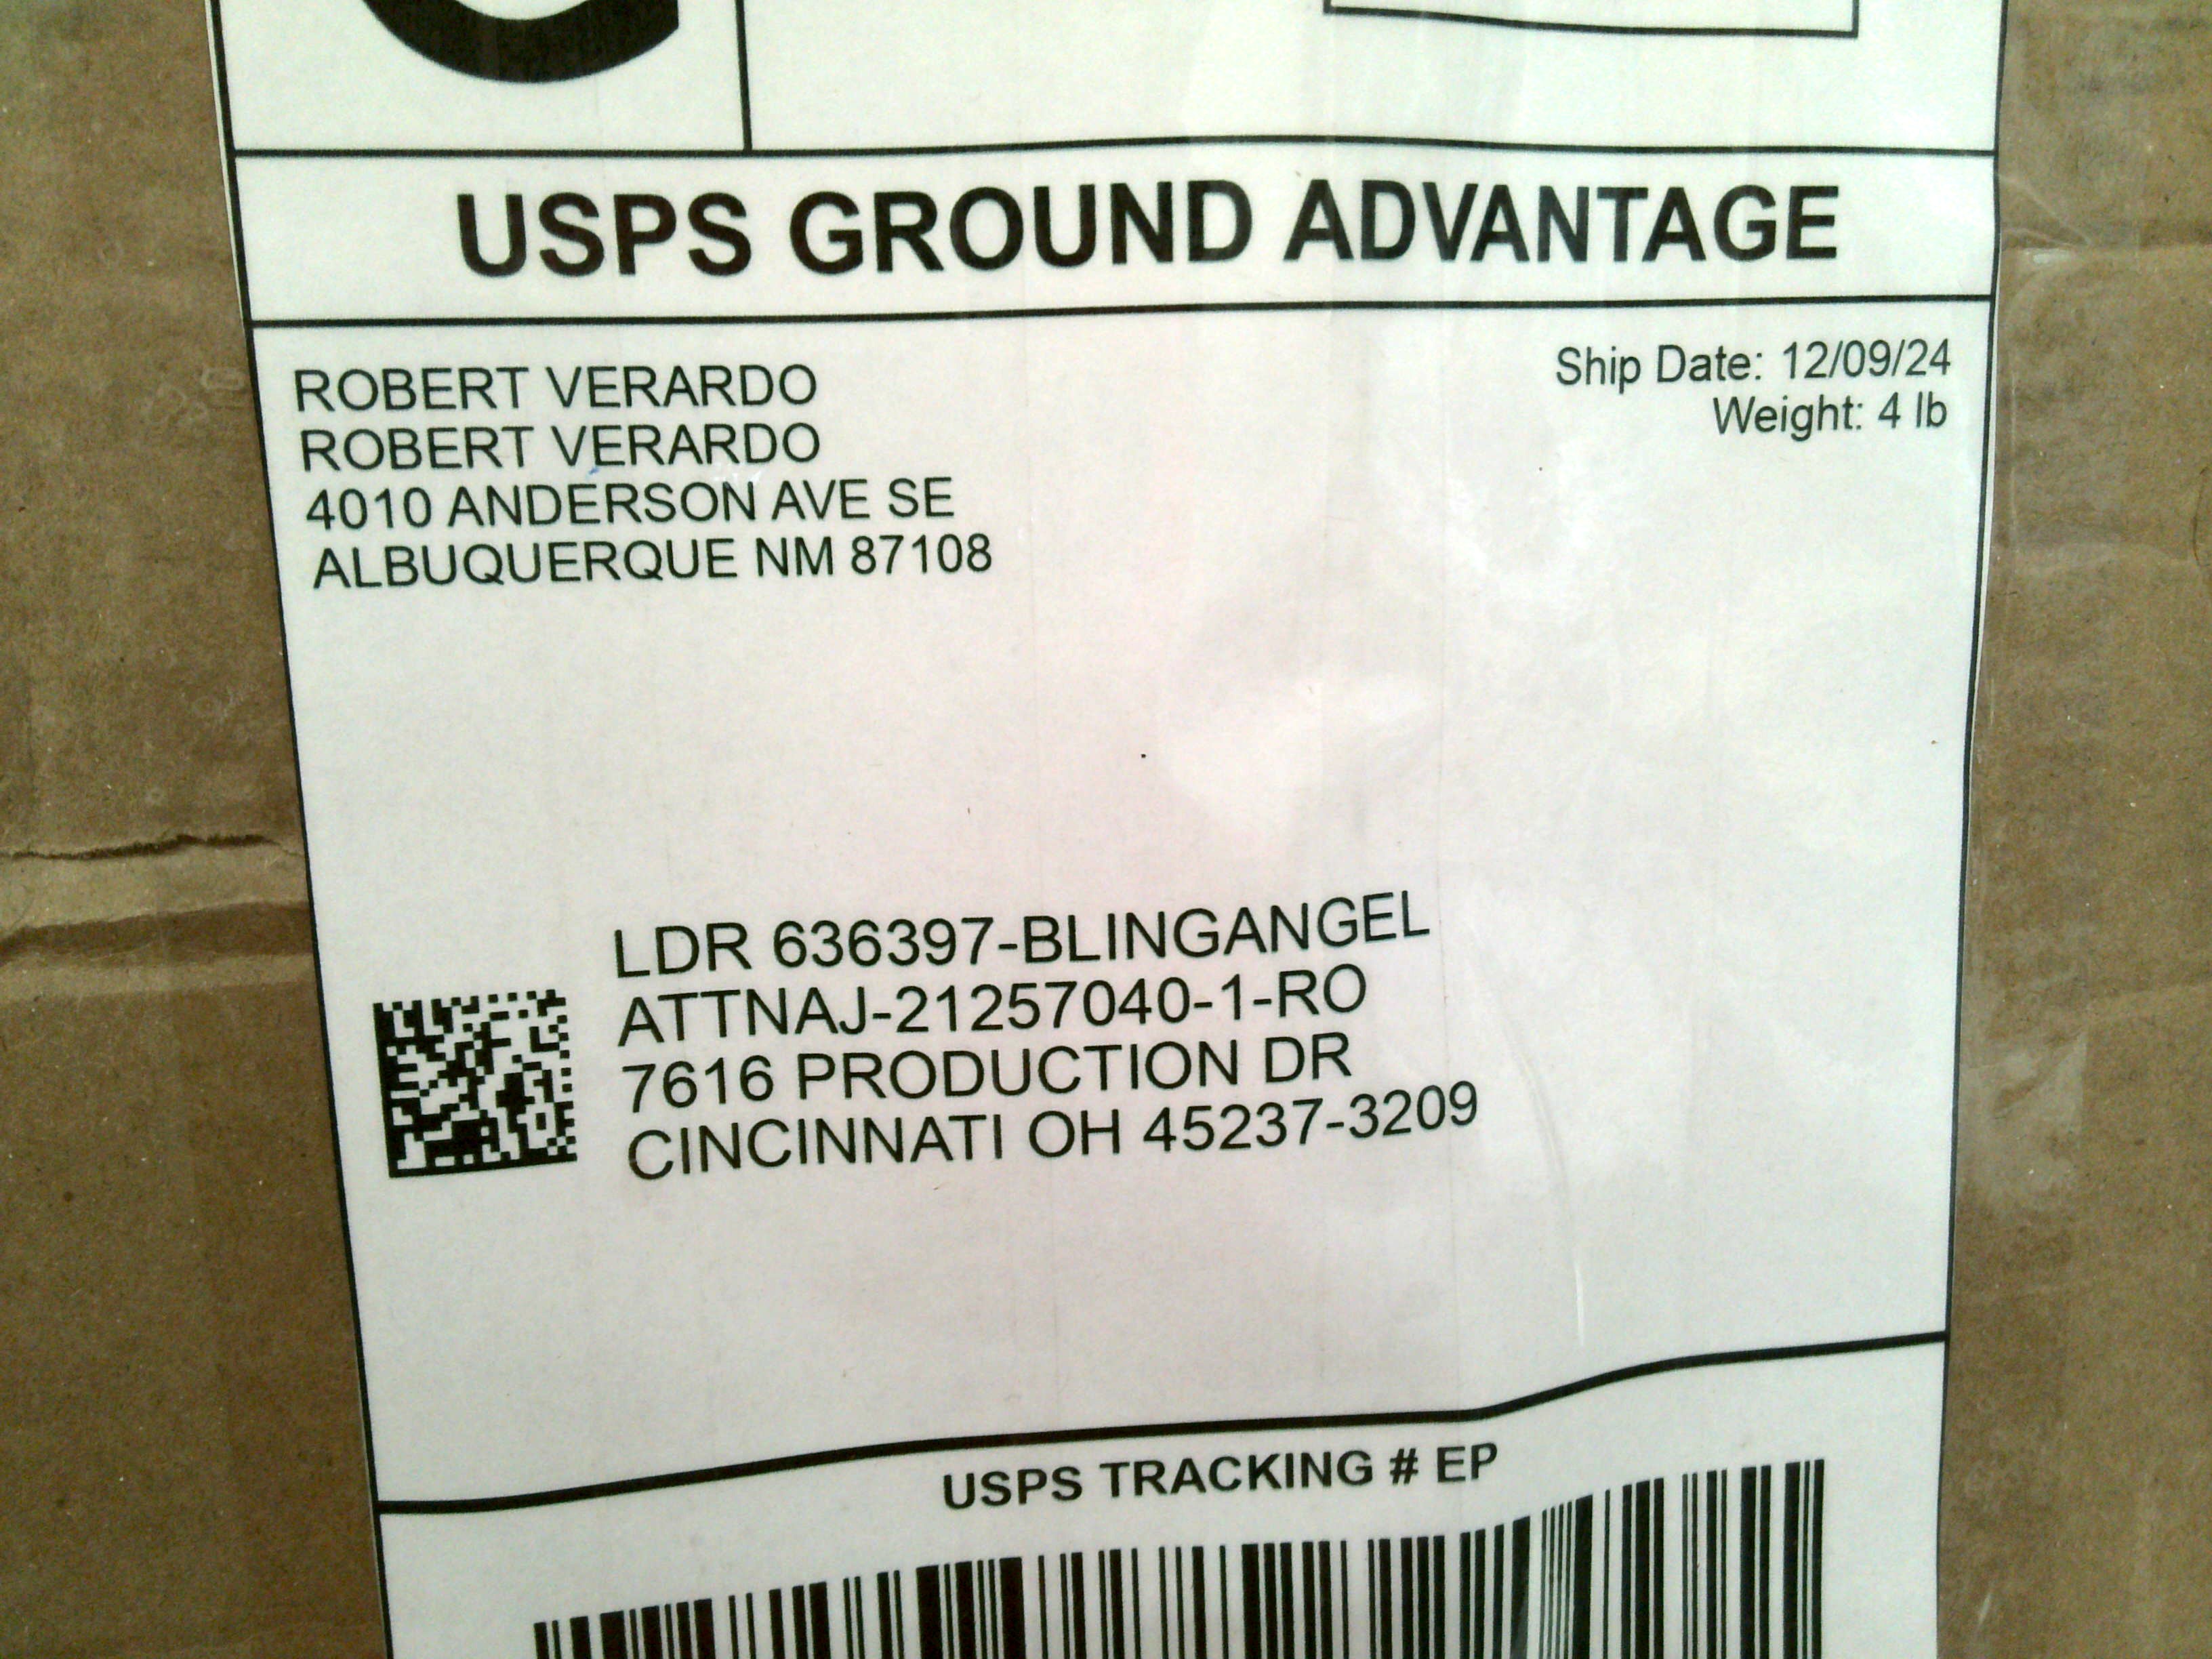 USPS GROUND ADVANTAGE
ROBERT VERARDO
ROBERT VERARDO
4010 ANDERSON AVE SE
ALBUQUERQUE NM 87108
Ship Date: 12/09/24
Weight: 4 lb
LDR 636397-BLINGANGEL
ATTNAJ-21257040-1-RO
7616 PRODUCTION DR
CINCINNATI OH 45237-3209
USPS TRACKING # EP